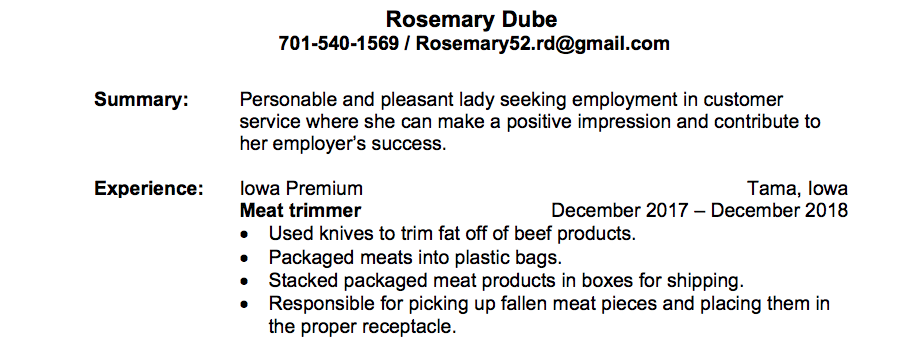 Rosemary Dube
701-540-1569 / Rosemary52.rd@gmail.com
Summary: Personable and pleasant lady seeking employment in customer
service where she can make a positive impression and contribute to
her employer’s success.
Experience: Iowa Premium Tama, Iowa
Meat trimmer December 2017 – December 2018
• Used knives to trim fat off of beef products.
• Packaged meats into plastic bags.
• Stacked packaged meat products in boxes for shipping.
• Responsible for picking up fallen meat pieces and placing them in
the proper receptacle.